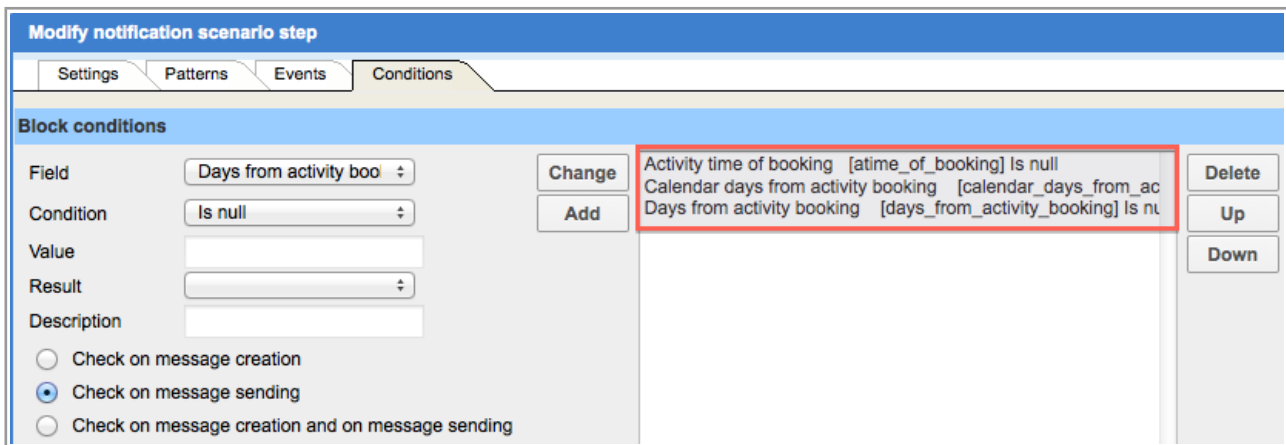 Modify notification scenario step
Settings Patterns Events Conditions
Block conditions
Field Days from activity boo
Condition Is null
Value
Result
Description
Check on message creation
Check on message sending
Check on message creation and on message sending
Change
Add
Activity time of booking [atime_of_booking] Is null
Calendar days from activity booking [calendar_days_from_ac
Days from activity booking [days_from_activity_booking] Is nu
Delete
Up
Down